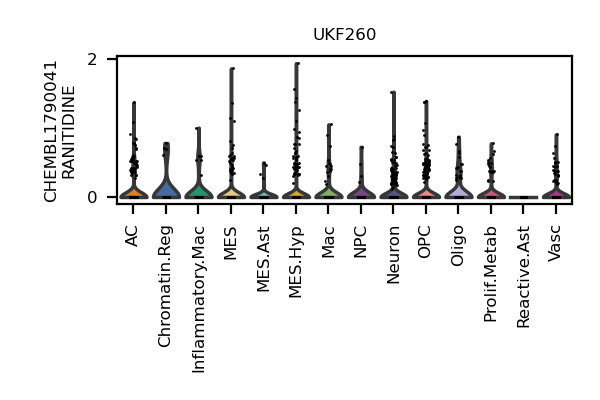 UKF260
CHEMBL1790041
RANITIDINE
2
0
AC
Chromatin.Reg
Inflammatory.Mac
MES
MES.Ast
MES.Hyp
Mac
NPC
Neuron
OPC
Oligo
Prolif.Metab
Reactive.Ast
Vasc